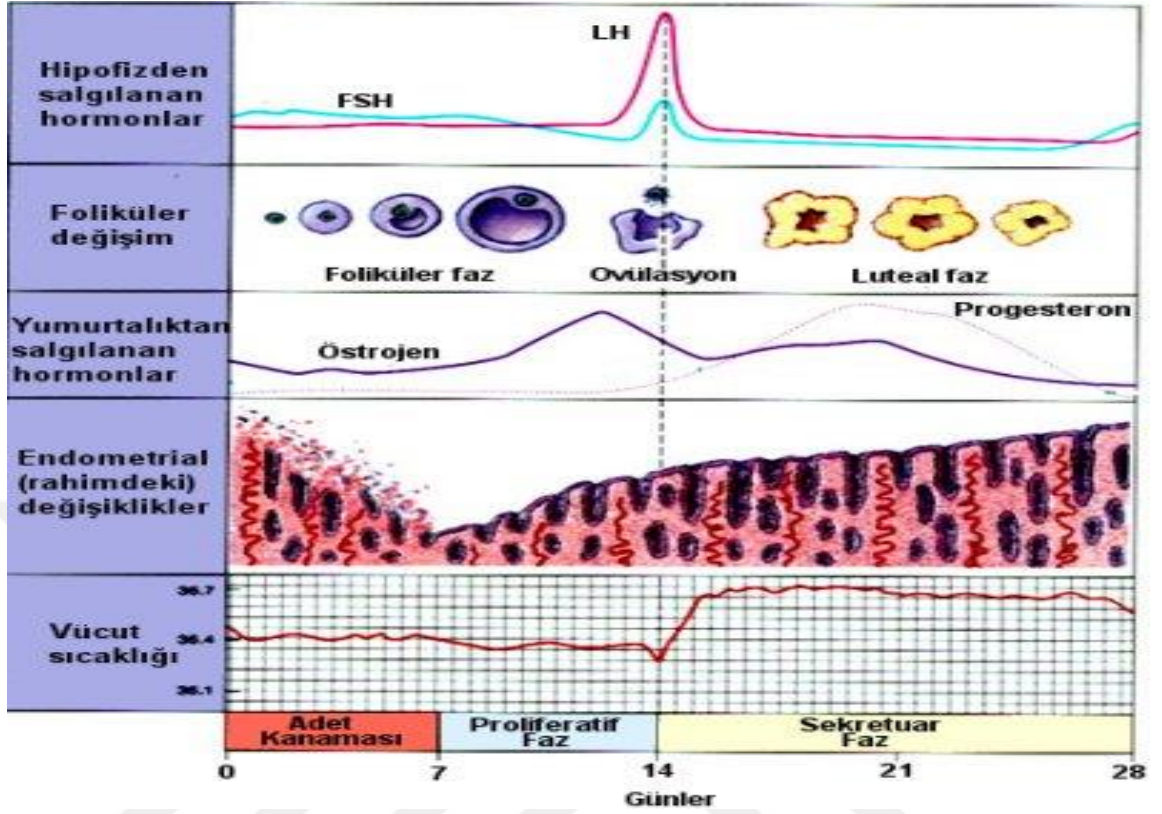 Hipofizden
salgılanan
hormonlar
LH
FSH
Foliküler
değişim
Foliküler faz
Ovülasyon
Luteal faz
Yumurtalıktan
salgılanan
hormonlar
Östrojen
Progesteron
Endometrial
(rahimdeki)
değişiklikler
Vücut
sıcaklığı
36.7
36.4
36.1
Adet
Kanaması
Proliferatif
Faz
Sekretuar
Faz
0 7 14 21 28
Günler